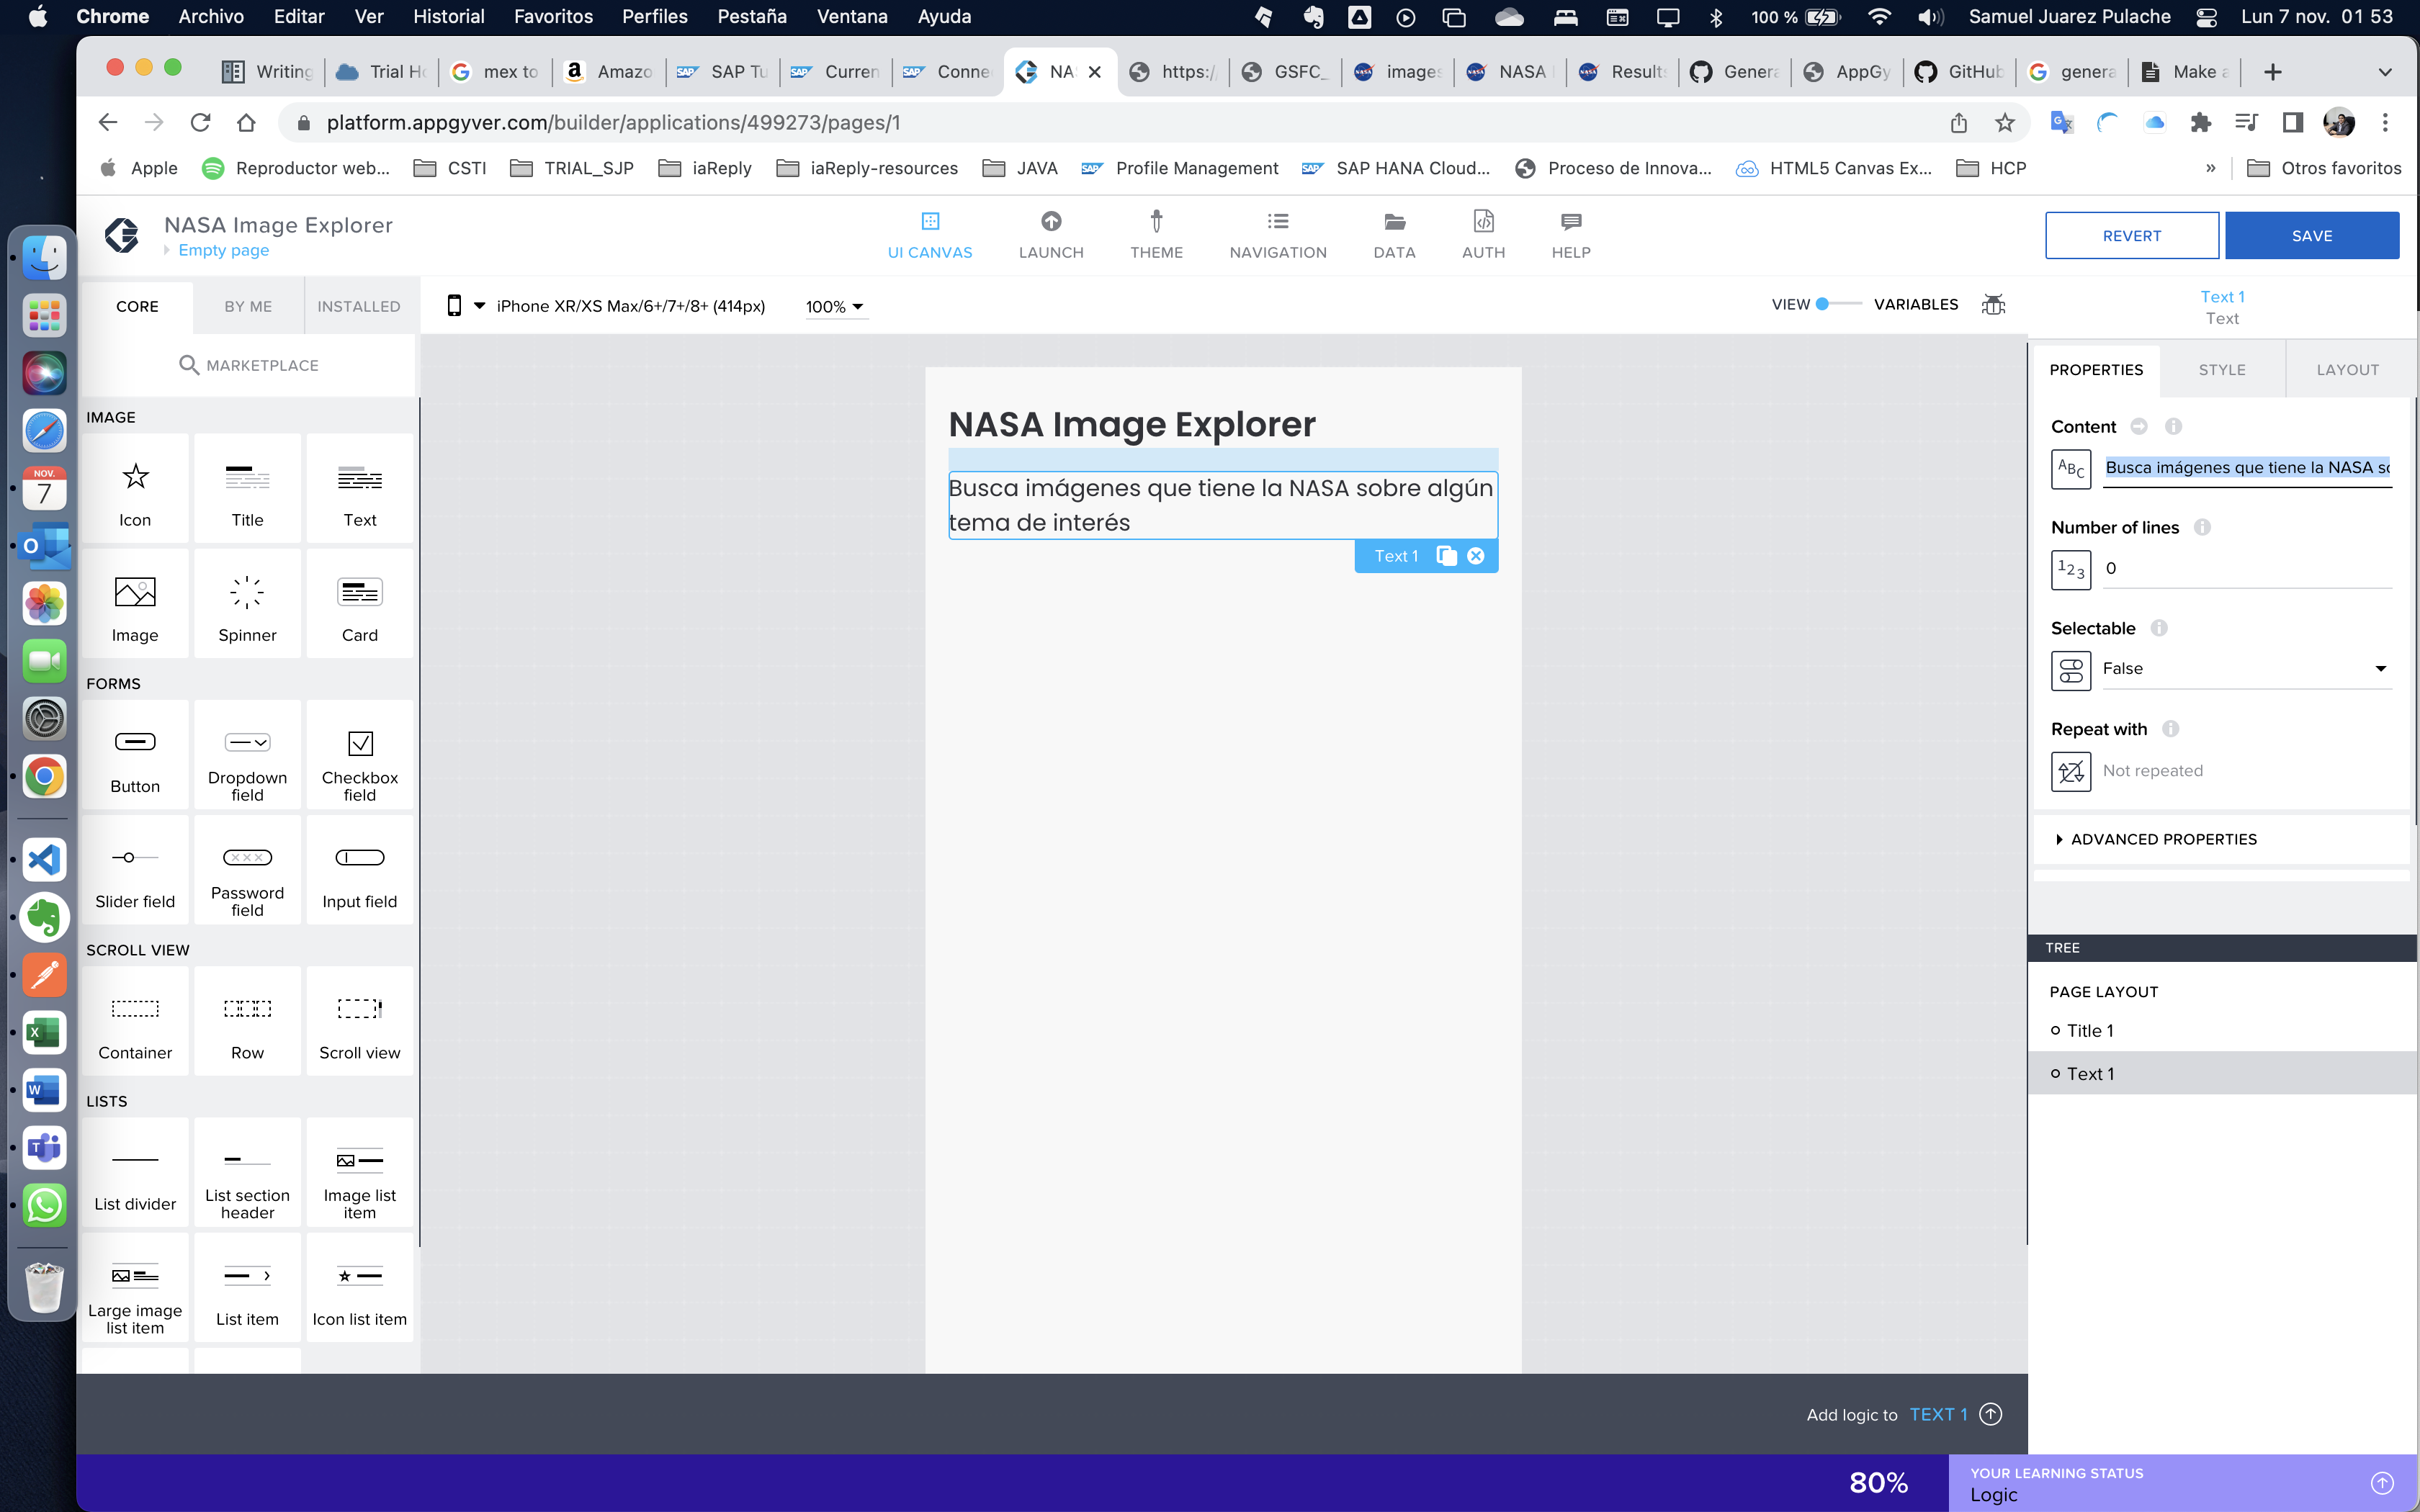 Chrome Archivo Editar Ver Historial Favoritos Perfiles Pestaña Ventana Ayuda 100 % Samuel Juarez Pulache Lun 7 nov. 01 53
Writing Trial mex to Amazo SAP Tu Curren Conne NA https:/ GSFC_ images NASA Results Genera AppGy GitHub genera Make a
platform.appgyver.com/builder/applications/499273/pages/1
Apple Reproductor web... CSTI TRIAL_SJP iaReply iaReply-resources JAVA Profile Management SAP HANA Cloud... Proceso de Innova... HTML5 Canvas Ex... HCP » Otros favoritos
NASA Image Explorer
Empty page
UI CANVAS LAUNCH THEME NAVIGATION DATA AUTH HELP
REVERT SAVE
CORE BY ME INSTALLED
iPhone XR/XS Max/6+/7+/8+ (414px) 100%
VIEW VARIABLES
Text 1
Text
MARKETPLACE
PROPERTIES STYLE LAYOUT
IMAGE
Icon Title Text
Image Spinner Card
FORMS
Button Dropdown field Checkbox field
Slider field Password field Input field
SCROLL VIEW
Container Row Scroll view
LISTS
List divider List section header Image list item
Large image list item List item Icon list item
NASA Image Explorer
Busca imágenes que tiene la NASA sobre algún
tema de interés
Text 1
Content
ABC Busca imágenes que tiene la NASA so
Number of lines
123 0
Selectable
False
Repeat with
Not repeated
ADVANCED PROPERTIES
TREE
PAGE LAYOUT
Title 1
Text 1
Add logic to TEXT 1
80%
YOUR LEARNING STATUS
Logic
NOV.
7